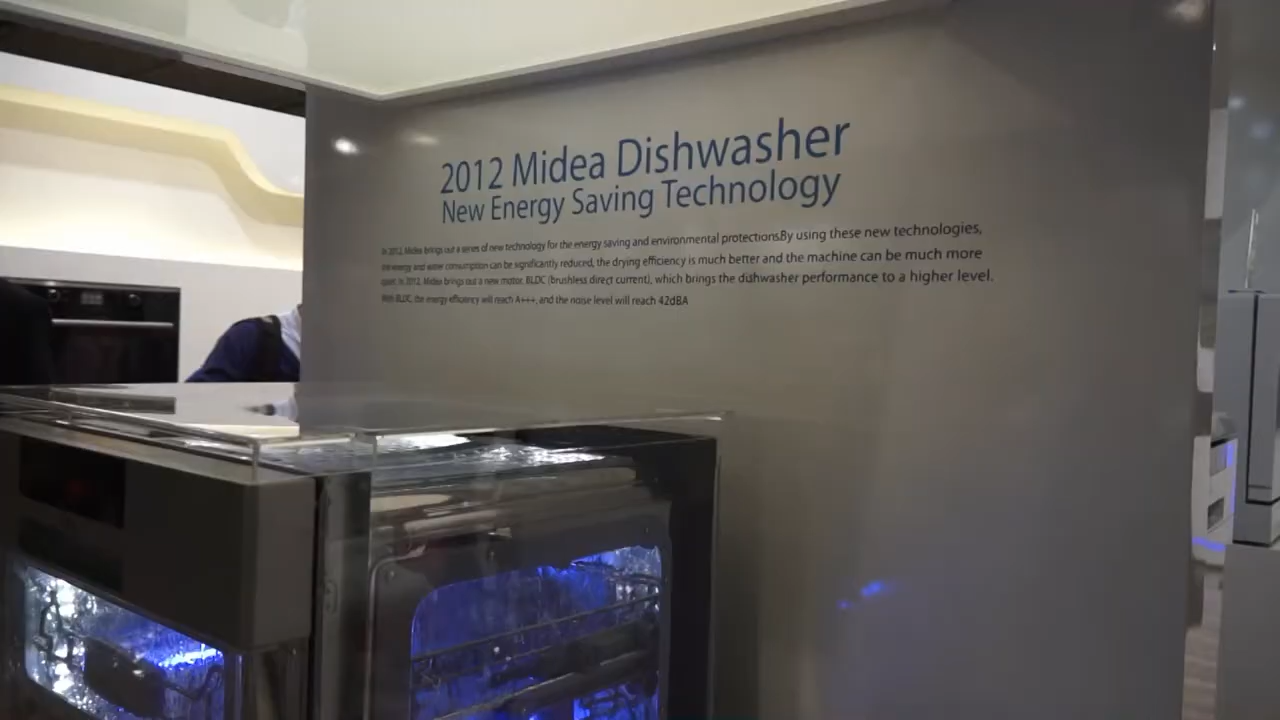 2012 Midea Dishwasher
New Energy Saving Technology
In 2012, Midea brings out a series of new technology for the energy saving and environmental protections.By using these new technologies,
the energy and water consumption can be significantly reduced, the drying efficiency is much better and the machine can be much more
quiet. In 2012, Midea brings out a new motor, BLDC (brushless direct current), which brings the dishwasher performance to a higher level.
With BLDC, the energy efficiency will reach A+++, and the noise level will reach 42dBA